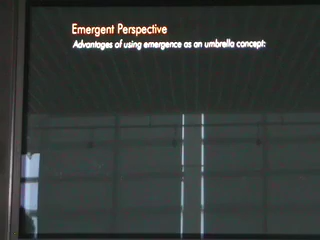 Emergent Perspective
Advantages of using emergence as an umbrella concept: